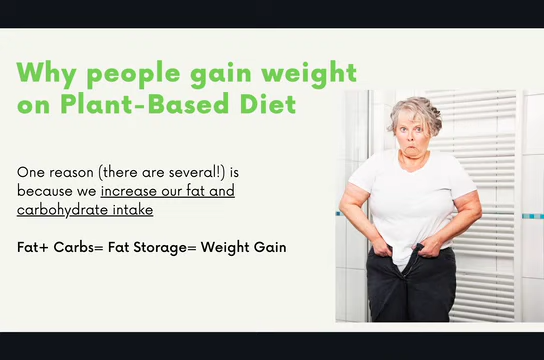 Why people gain weight
on Plant-Based Diet
One reason (there are several!) is
because we increase our fat and
carbohydrate intake
Fat+ Carbs= Fat Storage= Weight Gain